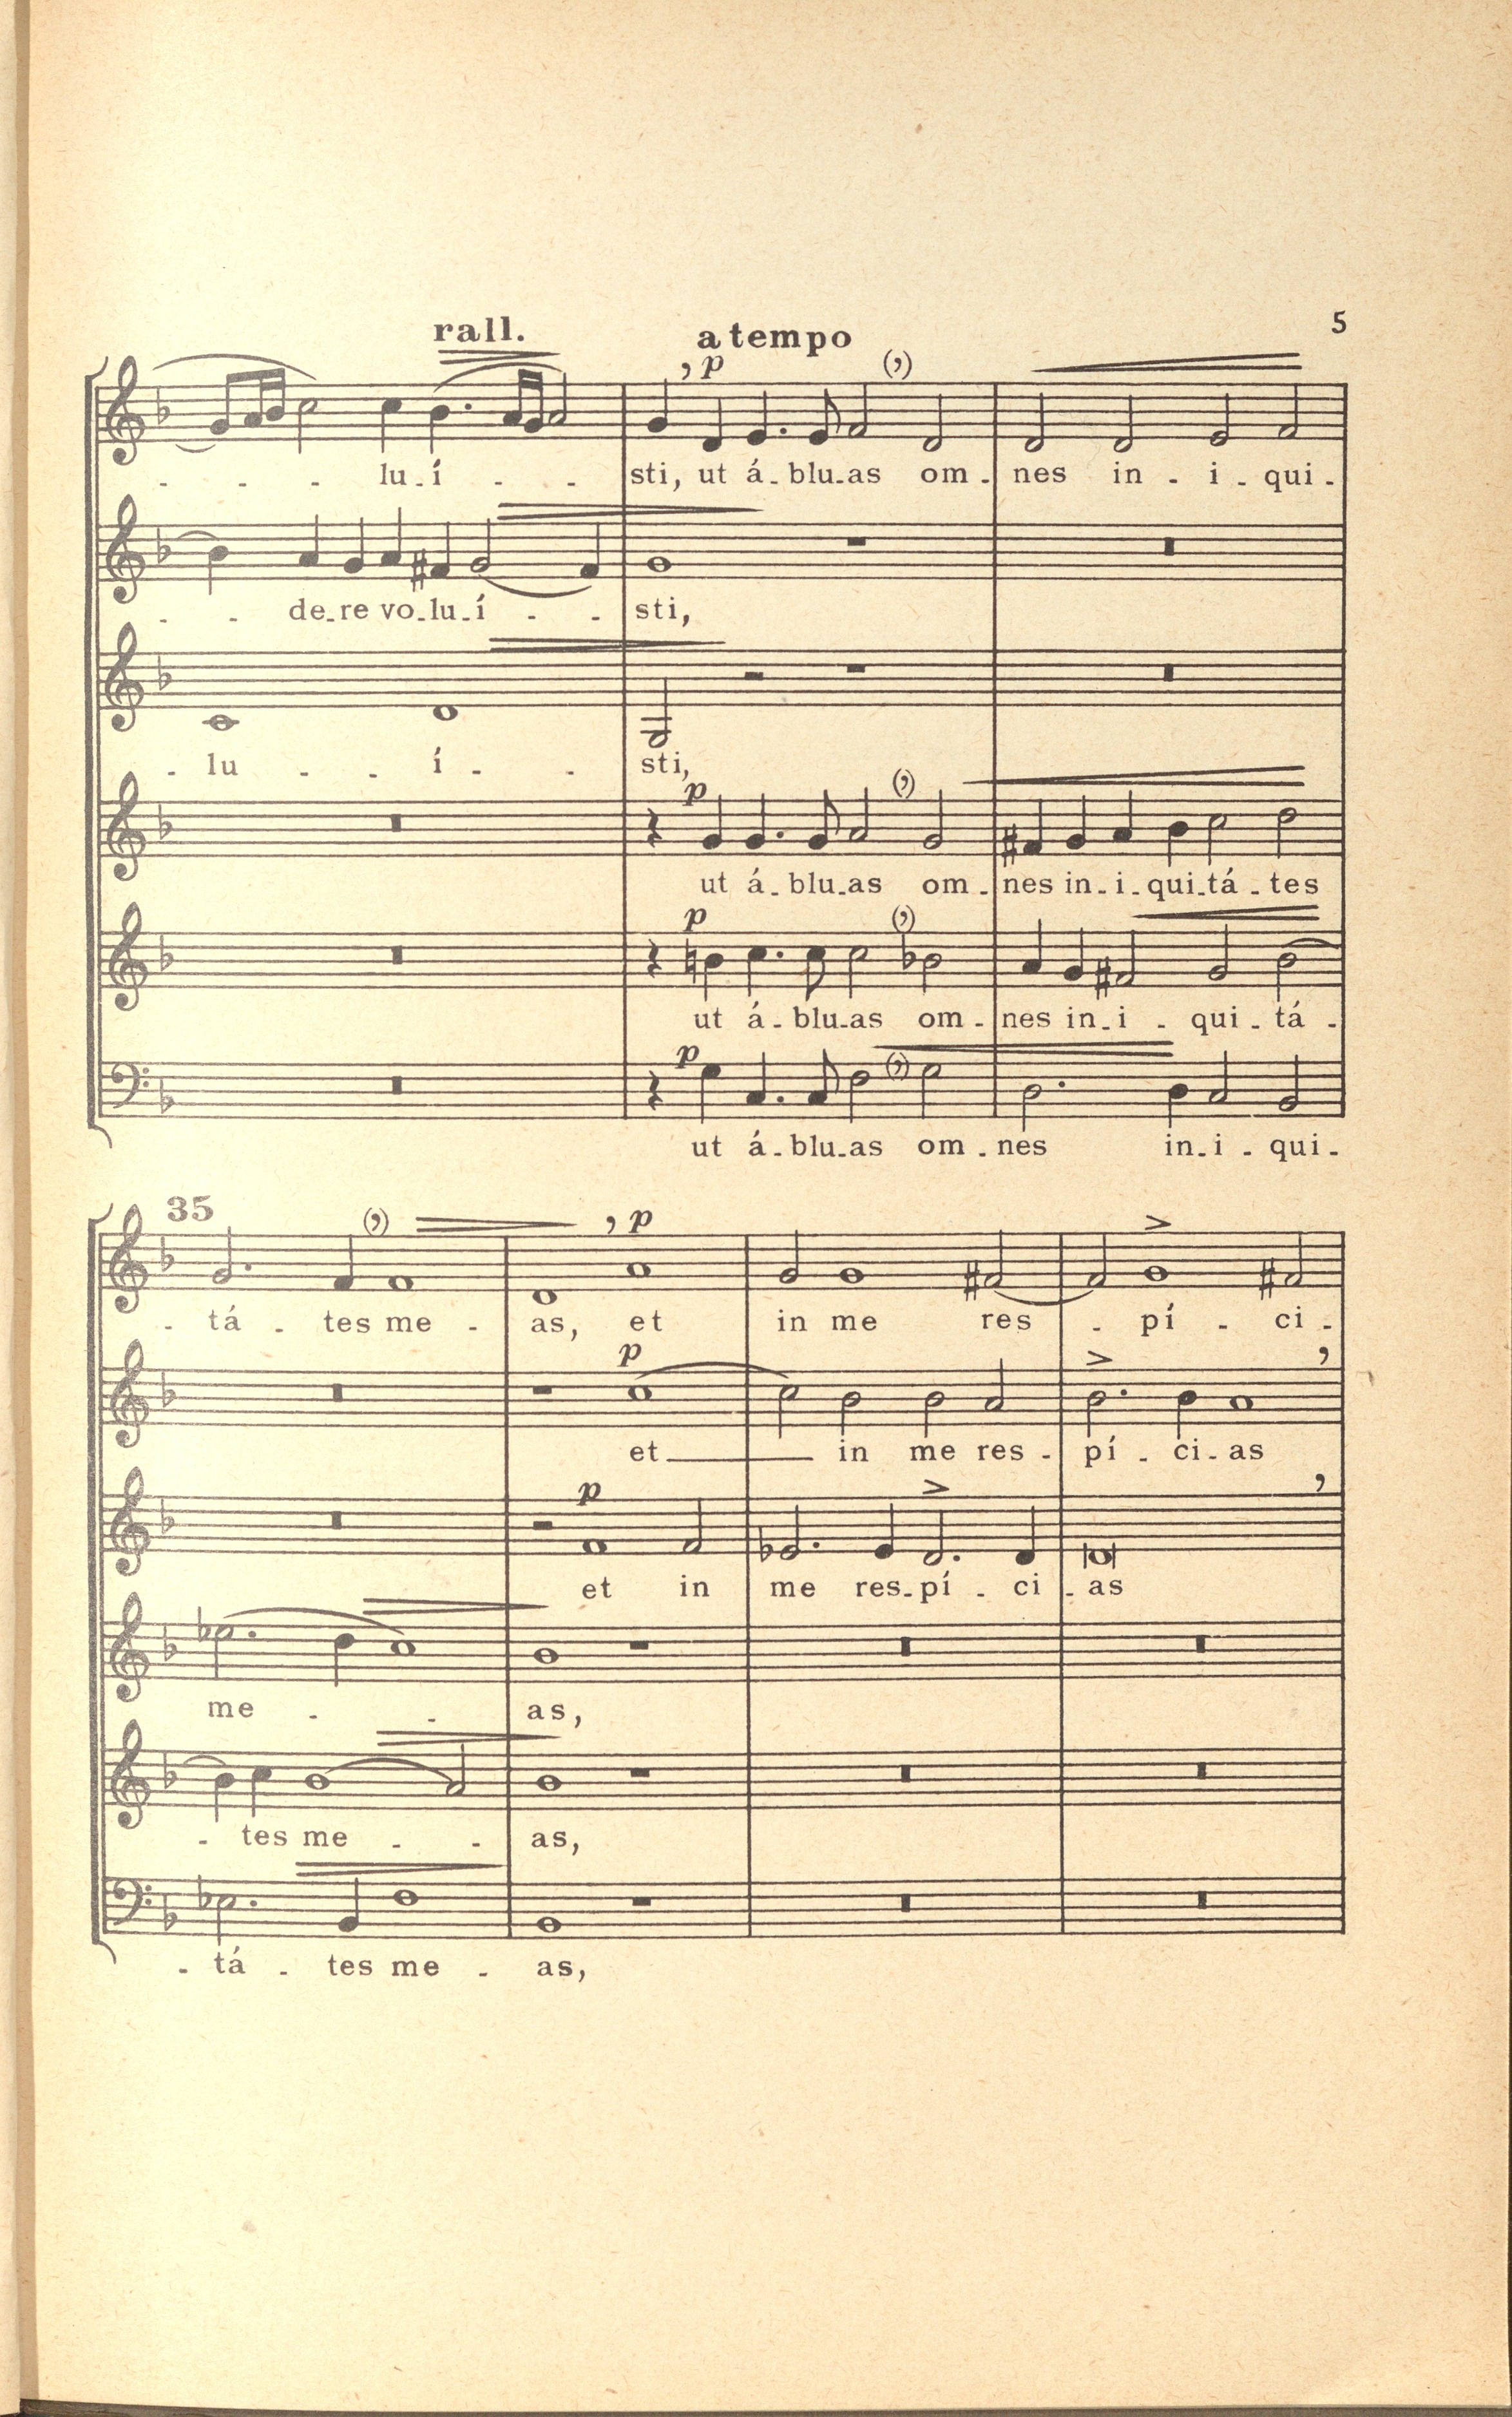 5
rall. a tempo
, p (,)
- - - lu - í - - sti, ut á - blu - as om - nes in - i - qui -
- - de - re vo - lu - í - - sti,
- lu - - í - - sti,
p (,)
ut á - blu - as om - nes in - i - qui - tá - tes
p (,)
ut á - blu - as om - nes in - i - qui - tá -
p (,)
ut á - blu - as om - nes in - i - qui -
35 (,) , p
- tá - tes me - as, et in me res - pí - ci -
p ,
et in me res - pí - ci - as
p ,
et in me res - pí - ci - as
me - - as,
- tes me - - as,
- tá - tes me - as,